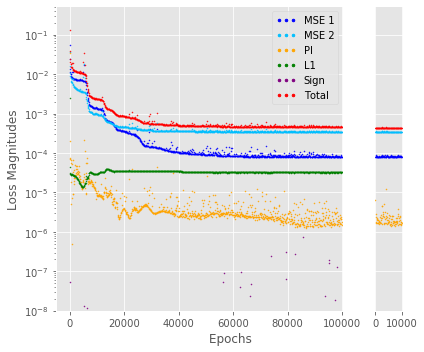 MSE 1
MSE 2
PI
L1
Sign
Total
Loss Magnitudes
10⁻¹
10⁻²
10⁻³
10⁻⁴
10⁻⁵
10⁻⁶
10⁻⁷
10⁻⁸
0 20000 40000 60000 80000 100000 0 10000
Epochs